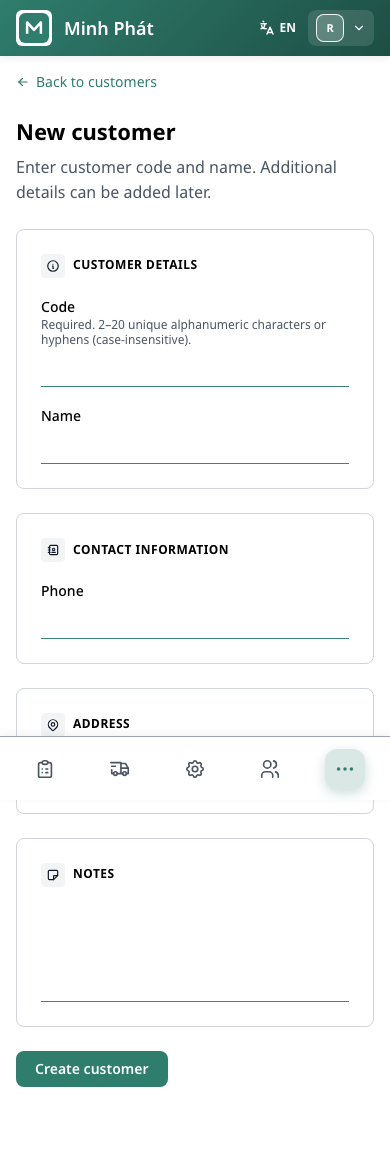 Minh Phát
EN
R
Back to customers
New customer
Enter customer code and name. Additional
details can be added later.
CUSTOMER DETAILS
Code
Required. 2–20 unique alphanumeric characters or
hyphens (case-insensitive).
Name
CONTACT INFORMATION
Phone
ADDRESS
NOTES
Create customer